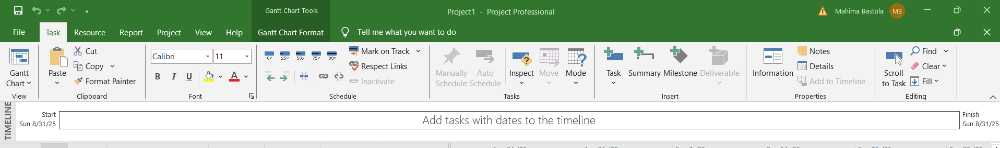 Gantt Chart Tools
Project1 - Project Professional
Mahima Bastola
MB
File
Task
Resource
Report
Project
View
Help
Gantt Chart Format
Tell me what you want to do
Gantt
Chart
View
Paste
Cut
Copy
Format Painter
Clipboard
Calibri
11
B
I
U
A
Font
0%
25%
50%
75%
100%
Mark on Track
Respect Links
Inactivate
Schedule
Manually
Schedule
Auto
Schedule
Inspect
Move
Mode
Tasks
Task
Summary
Milestone
Deliverable
Insert
Information
Notes
Details
Add to Timeline
Properties
Scroll
to Task
Find
Clear
Fill
Editing
TIMELINE
Start
Sun 8/31/25
Add tasks with dates to the timeline
Finish
Sun 8/31/25